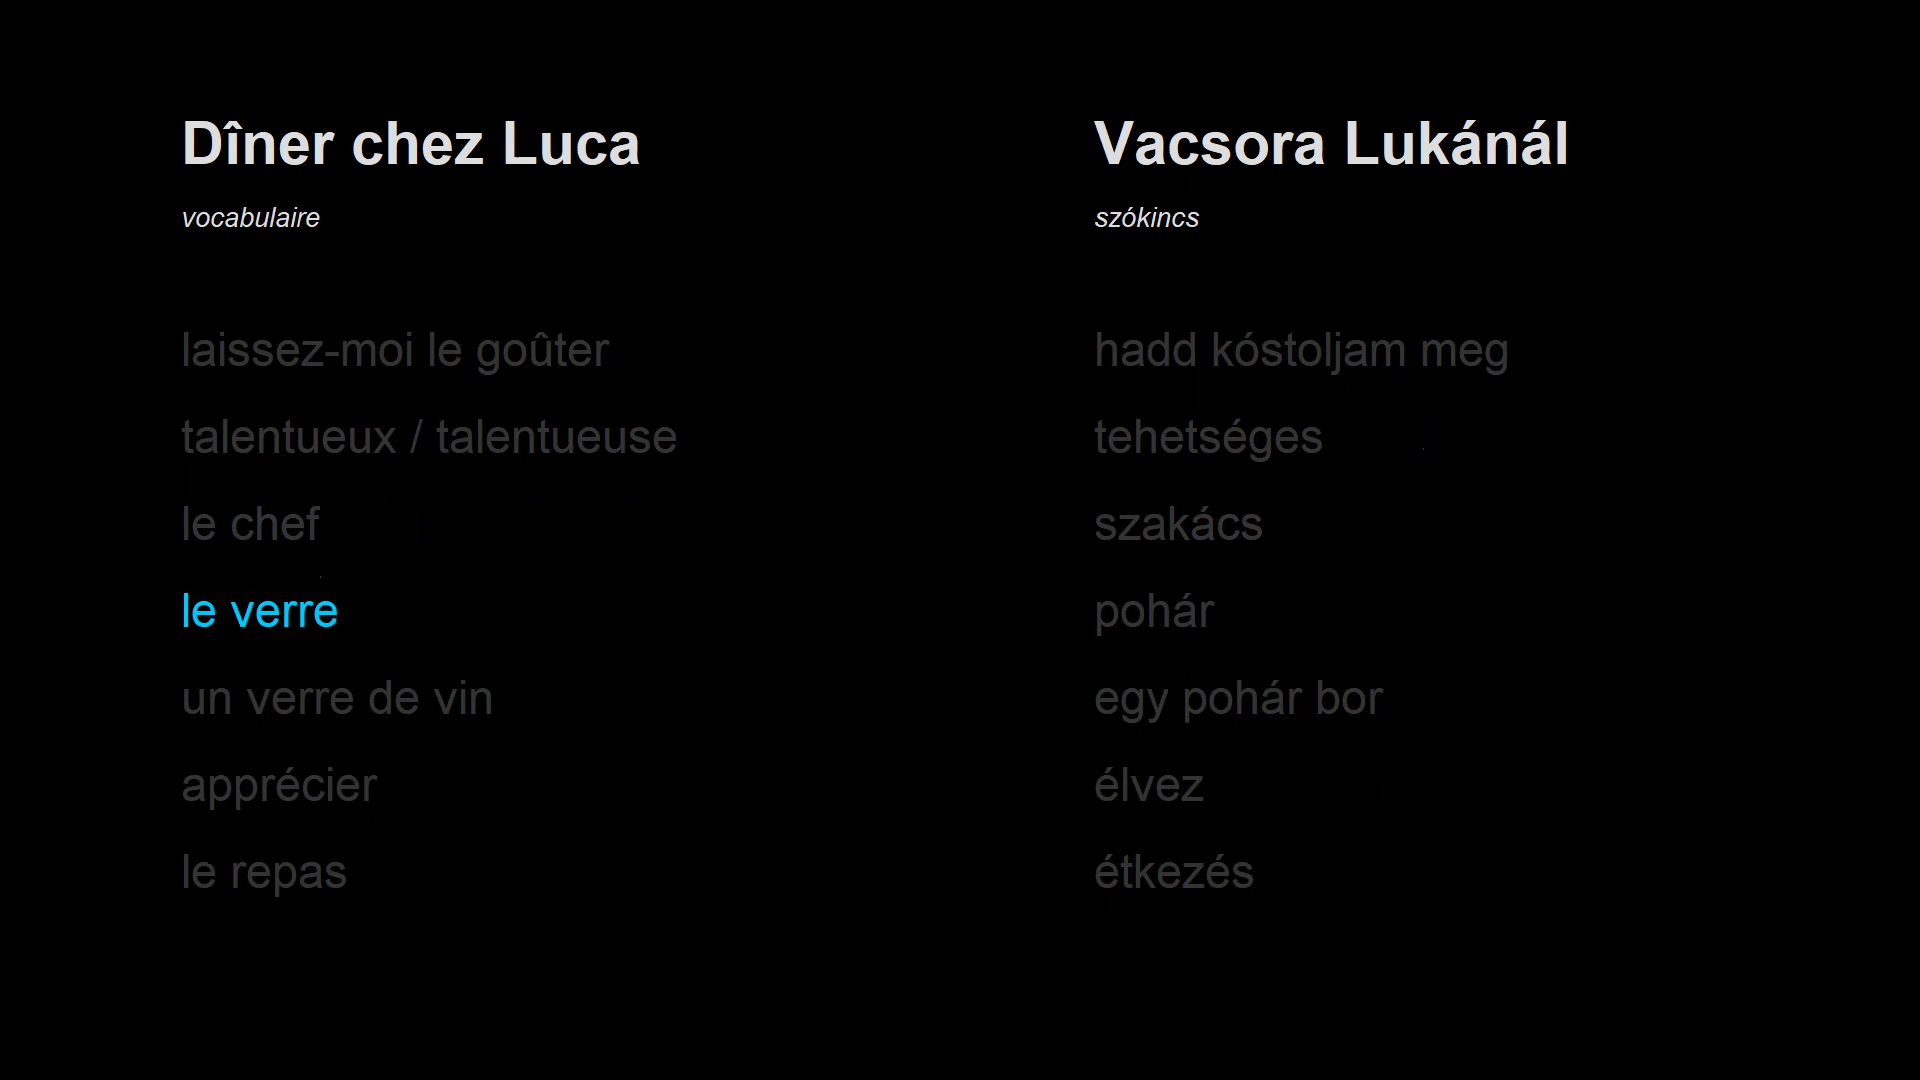 Dîner chez Luca
vocabulaire
laissez-moi le goûter
talentueux / talentueuse
le chef
le verre
un verre de vin
apprécier
le repas
Vacsora Lukánál
szókincs
hadd kóstoljam meg
tehetséges
szakács
pohár
egy pohár bor
élvez
étkezés